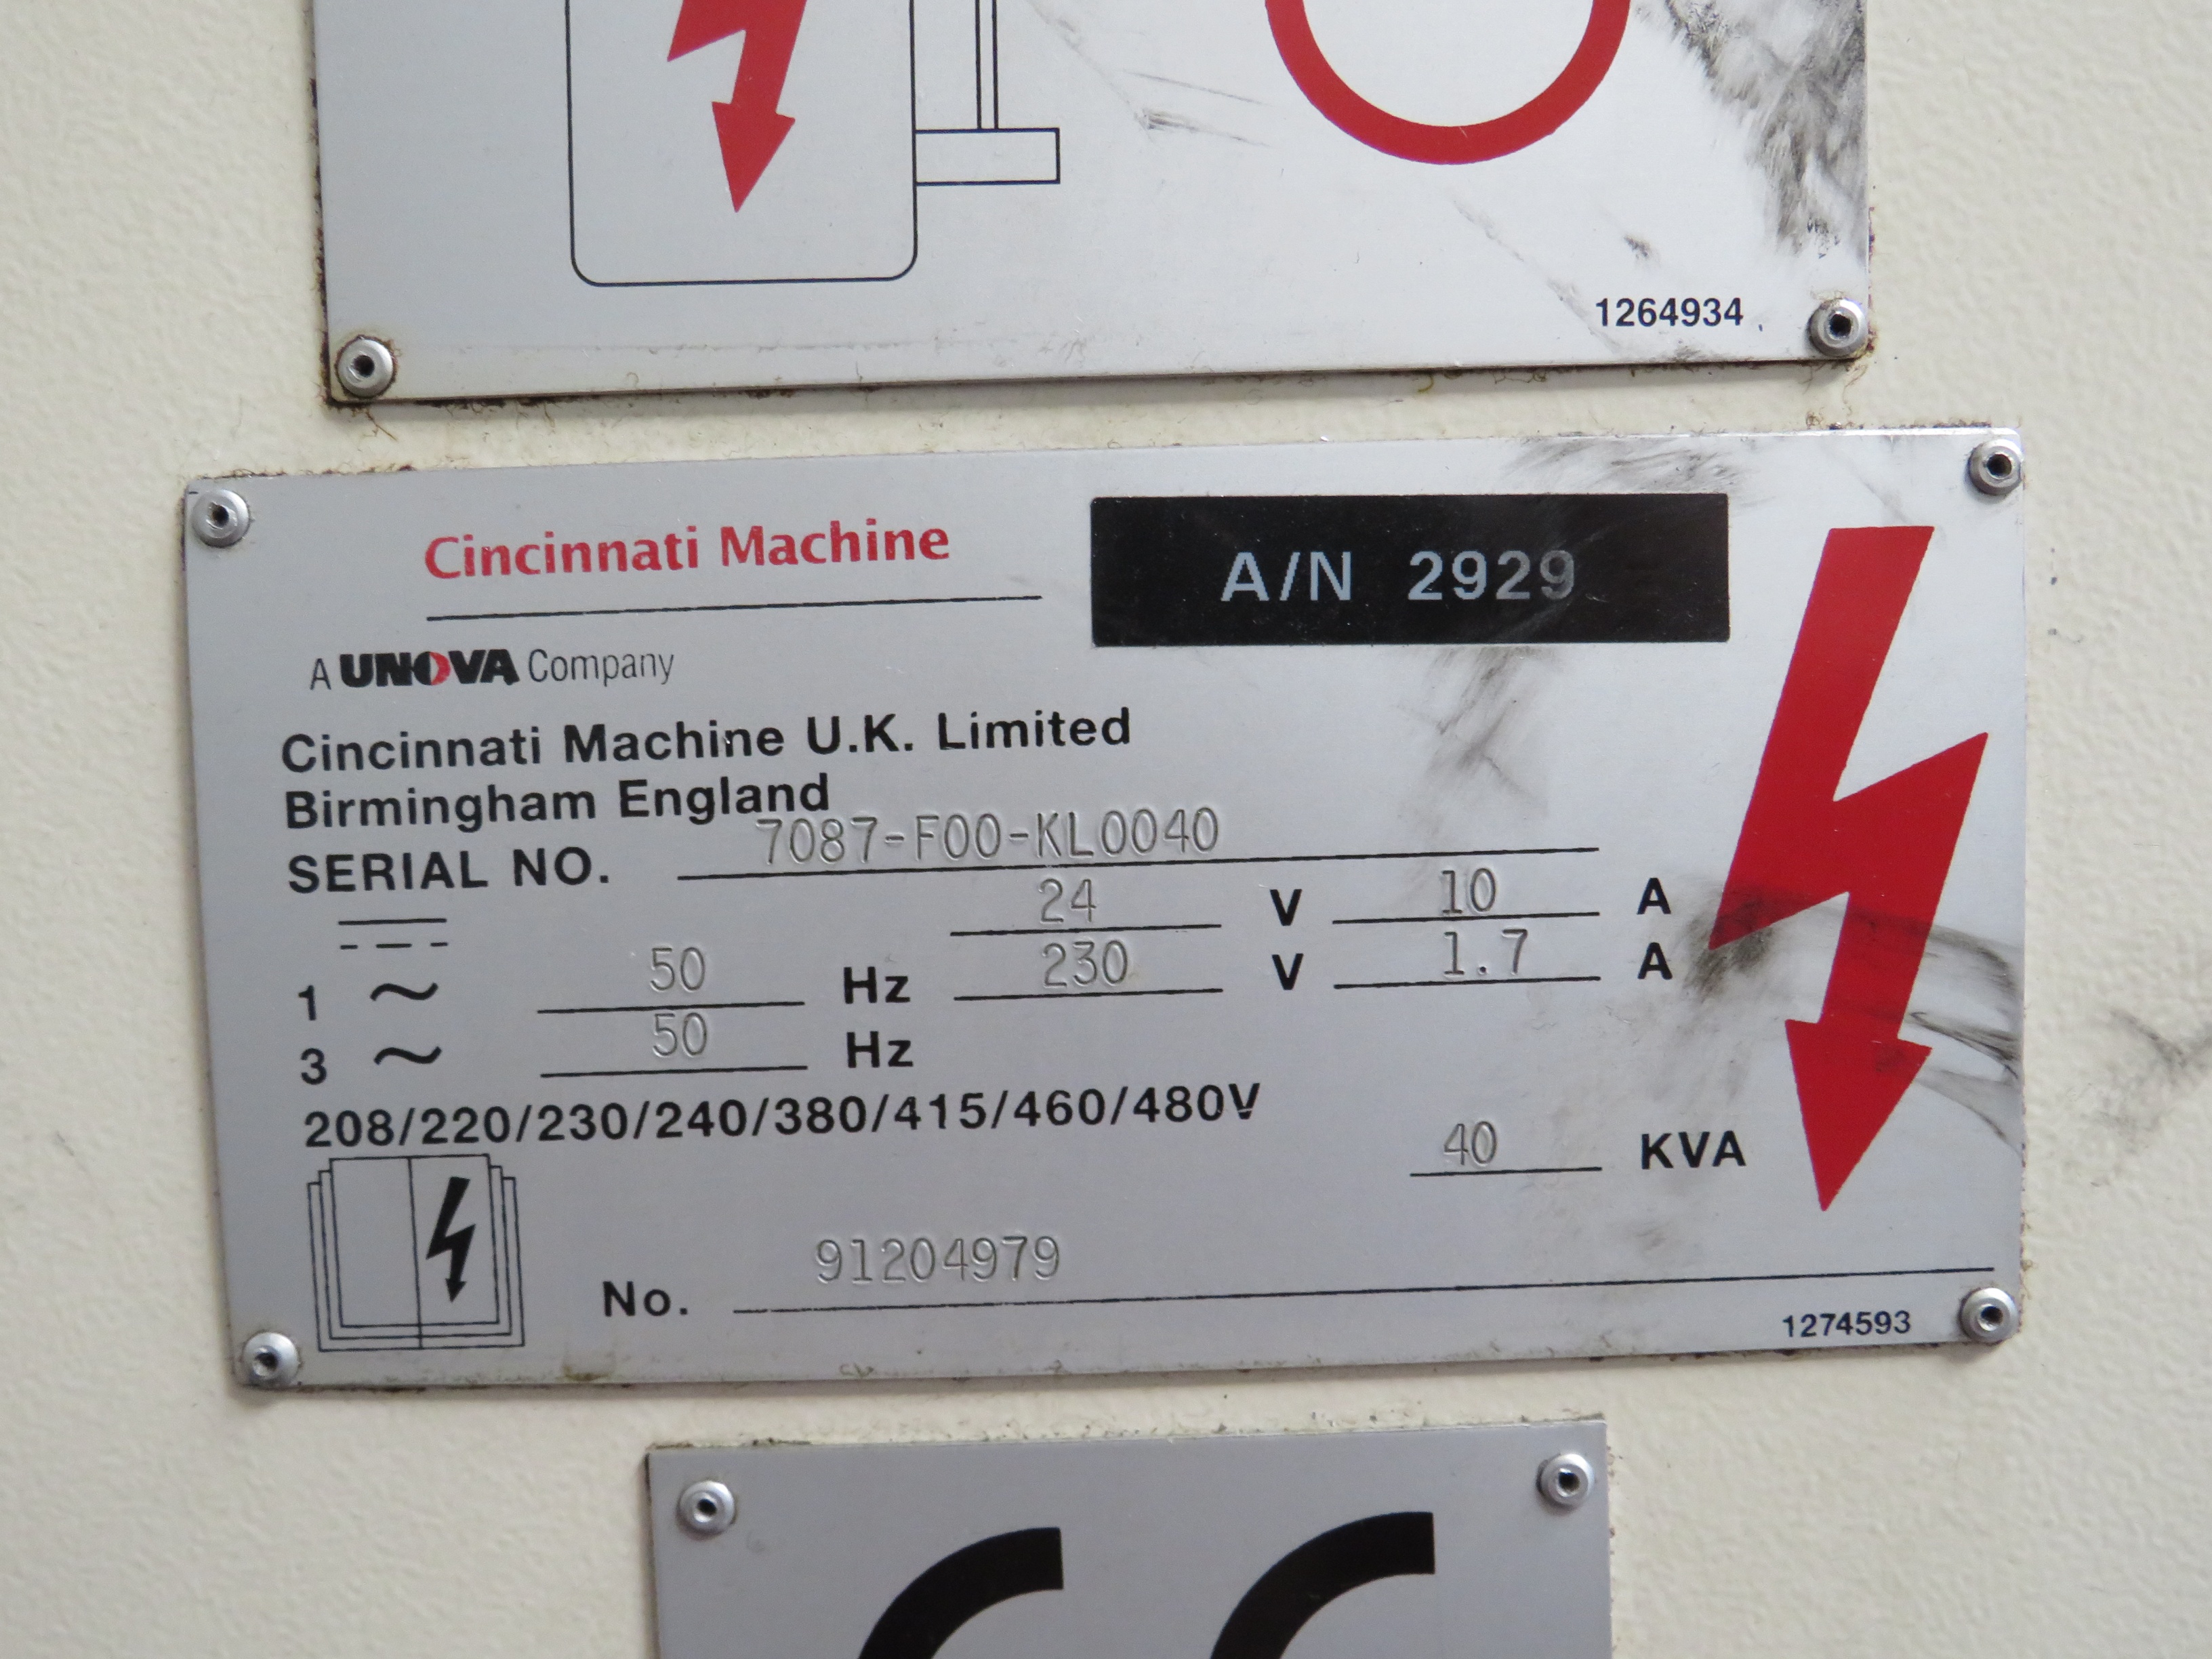 1264934
Cincinnati Machine
A/N 2929
A UNOVA Company
Cincinnati Machine U.K. Limited
Birmingham England
SERIAL NO. 7087-F00-KL0040
24 V 10 A
1 ~ 50 Hz 230 V 1.7 A
3 ~ 50 Hz
208/220/230/240/380/415/460/480V
40 KVA
No. 91204979
1274593
CE